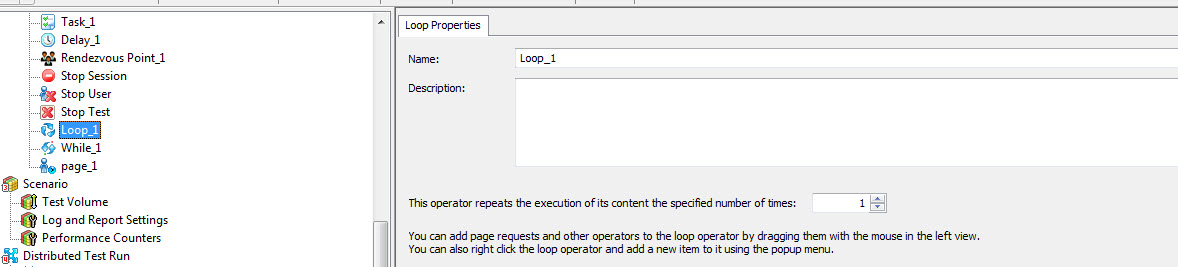 Task_1
Delay_1
Rendezvous Point_1
Stop Session
Stop User
Stop Test
Loop_1
While_1
page_1
Scenario
Test Volume
Log and Report Settings
Performance Counters
Distributed Test Run
Loop Properties
Name: Loop_1
Description:
This operator repeats the execution of its content the specified number of times: 1
You can add page requests and other operators to the loop operator by dragging them with the mouse in the left view.
You can also right click the loop operator and add a new item to it using the popup menu.